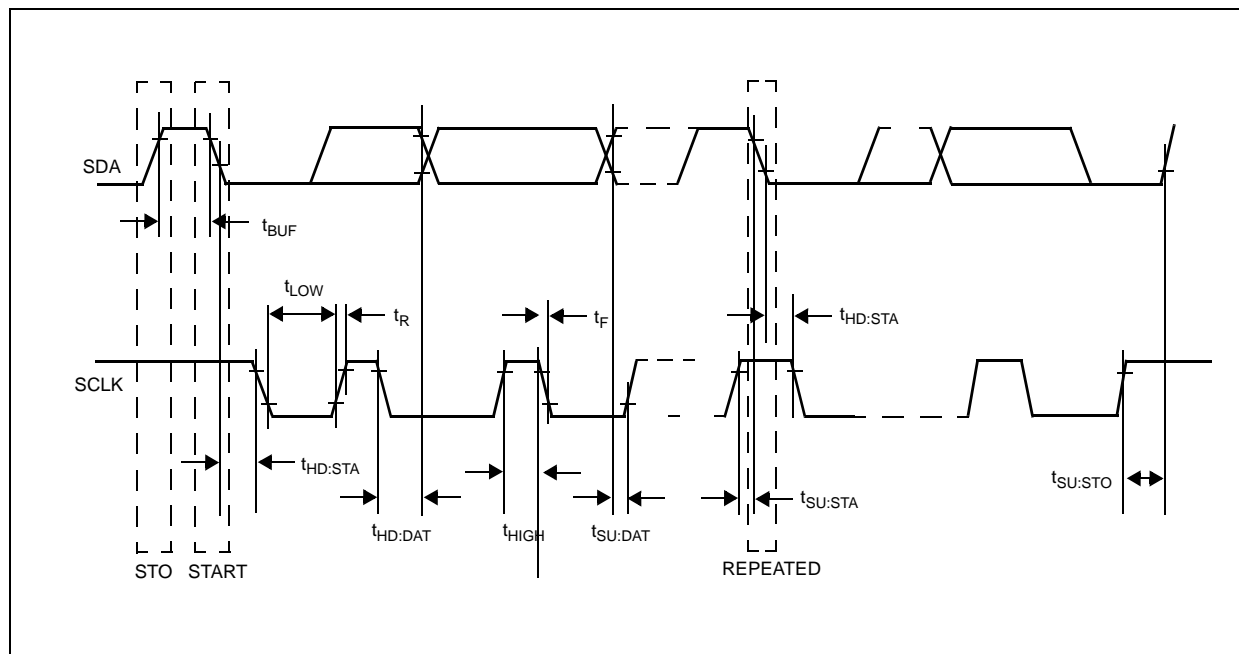 SDA
tBUF
tLOW
tR
tF
tHD:STA
SCLK
tHD:STA
tSU:STO
tHD:DAT
tHIGH
tSU:DAT
tSU:STA
STO
START
REPEATED